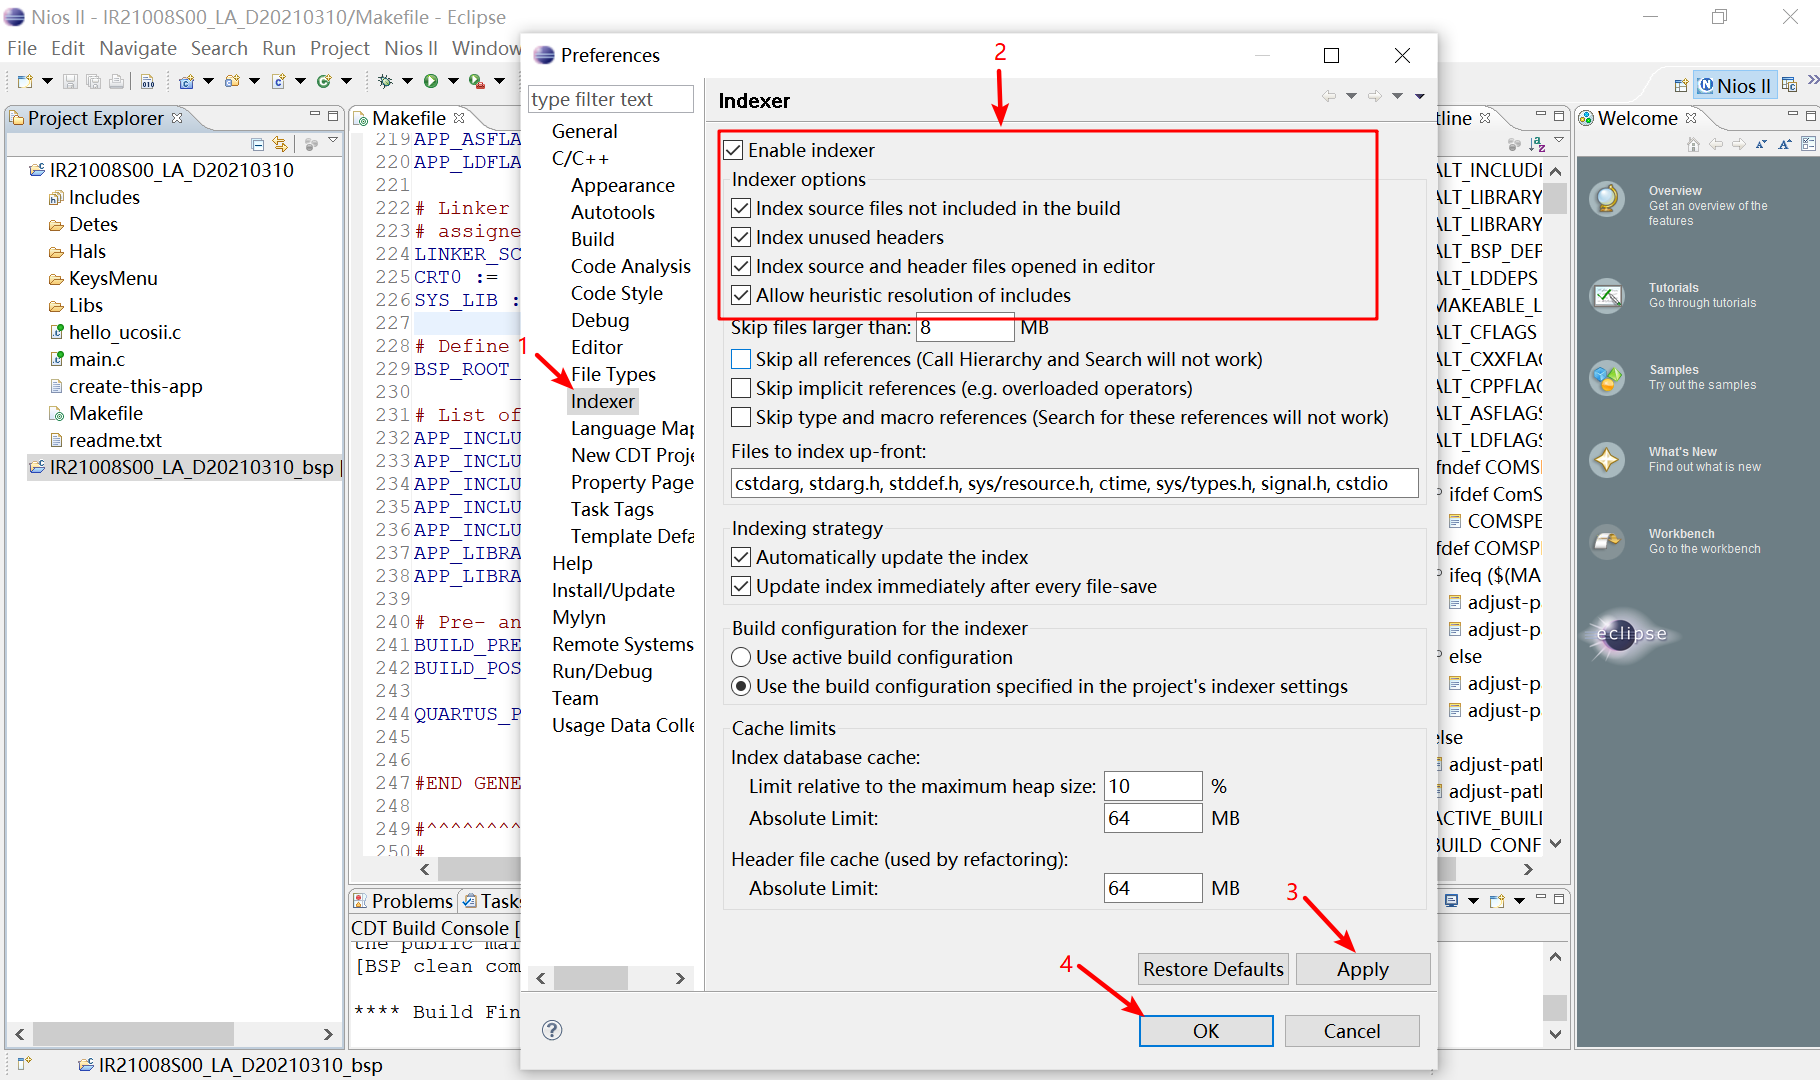 Nios II - IR21008S00_LA_D20210310/Makefile - Eclipse
File Edit Navigate Search Run Project Nios II Window
Nios II
Project Explorer
IR21008S00_LA_D20210310
Includes
Detes
Hals
KeysMenu
Libs
hello_ucosii.c
main.c
create-this-app
Makefile
readme.txt
IR21008S00_LA_D20210310_bsp [
Makefile
219 APP_ASFLA
220 APP_LDFLA
221
222 # Linker
223 # assigne
224 LINKER_SC
225 CRT0 :=
226 SYS_LIB :
227
228 # Define
229 BSP_ROOT_
230
231 # List of
232 APP_INCLU
233 APP_INCLU
234 APP_INCLU
235 APP_INCLU
236 APP_INCLU
237 APP_LIBRA
238 APP_LIBRA
239
240 # Pre- an
241 BUILD_PRE
242 BUILD_POS
243
244 QUARTUS_P
245
246
247 #END GENE
248
249 #^^^^^^^^^
250 #
Problems Tasks
CDT Build Console [
the public mai
[BSP clean com
**** Build Fin
Preferences
type filter text
General
C/C++
Appearance
Autotools
Build
Code Analysis
Code Style
Debug
Editor
File Types
Indexer
Language Map
New CDT Proje
Property Page
Task Tags
Template Defa
Help
Install/Update
Mylyn
Remote Systems
Run/Debug
Team
Usage Data Colle
1
2
3
4
Indexer
Enable indexer
Indexer options
Index source files not included in the build
Index unused headers
Index source and header files opened in editor
Allow heuristic resolution of includes
Skip files larger than: 8 MB
Skip all references (Call Hierarchy and Search will not work)
Skip implicit references (e.g. overloaded operators)
Skip type and macro references (Search for these references will not work)
Files to index up-front:
cstdarg, stdarg.h, stddef.h, sys/resource.h, ctime, sys/types.h, signal.h, cstdio
Indexing strategy
Automatically update the index
Update index immediately after every file-save
Build configuration for the indexer
Use active build configuration
Use the build configuration specified in the project's indexer settings
Cache limits
Index database cache:
Limit relative to the maximum heap size: 10 %
Absolute Limit: 64 MB
Header file cache (used by refactoring):
Absolute Limit: 64 MB
Restore Defaults Apply
OK Cancel
tline
ALT_INCLUDI
ALT_LIBRARY
ALT_LIBRARY
ALT_BSP_DEP
ALT_LDDEPS
MAKEABLE_L
ALT_CFLAGS
ALT_CXXFLAG
ALT_CPPFLAG
ALT_ASFLAGS
ALT_LDFLAGS
fndef COMSI
ifdef ComS
COMSPE
fdef COMSPI
ifeq ($(MA
adjust-p
adjust-p
else
adjust-p
adjust-p
else
adjust-patl
adjust-patl
ACTIVE_BUIL
BUILD_CONF
Welcome
Overview
Get an overview of the
features
Tutorials
Go through tutorials
Samples
Try out the samples
What's New
Find out what is new
Workbench
Go to the workbench
eclipse
IR21008S00_LA_D20210310_bsp